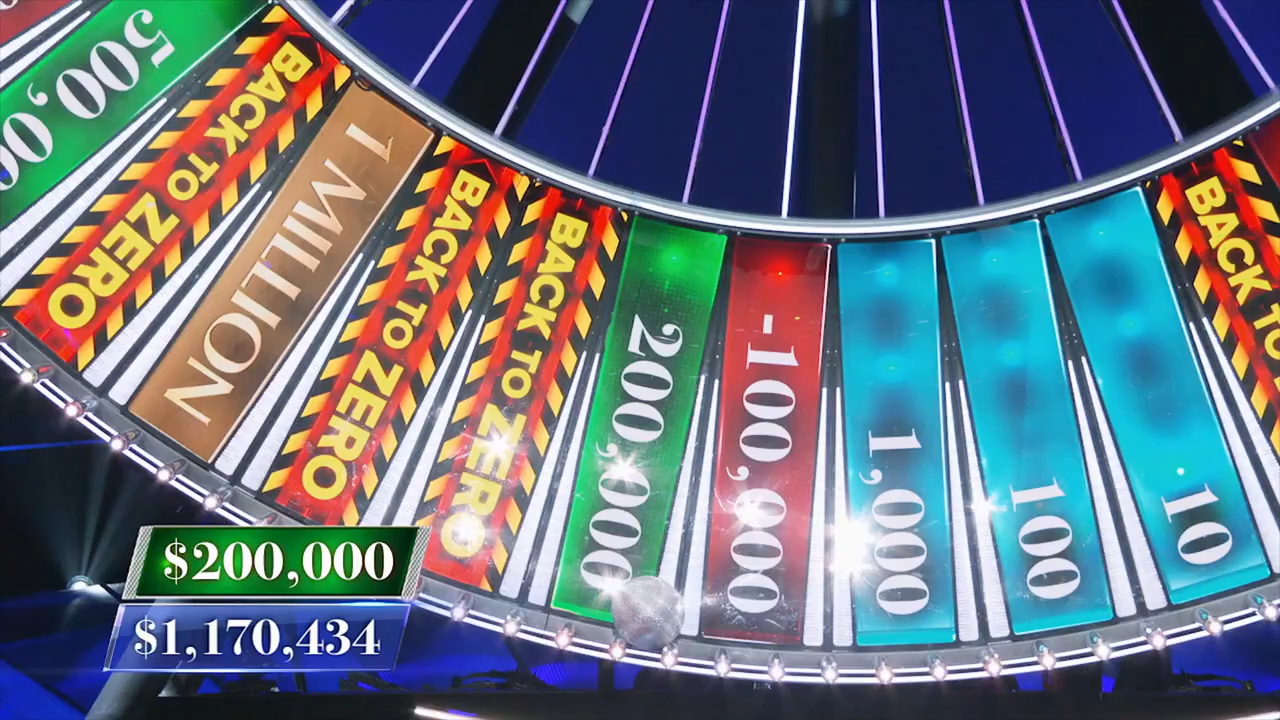 500,00
BACK TO ZERO
1 MILLION
BACK TO ZERO
BACK TO ZERO
200,000
-100,000
1,000
100
10
BACK TO
$200,000
$1,170,434